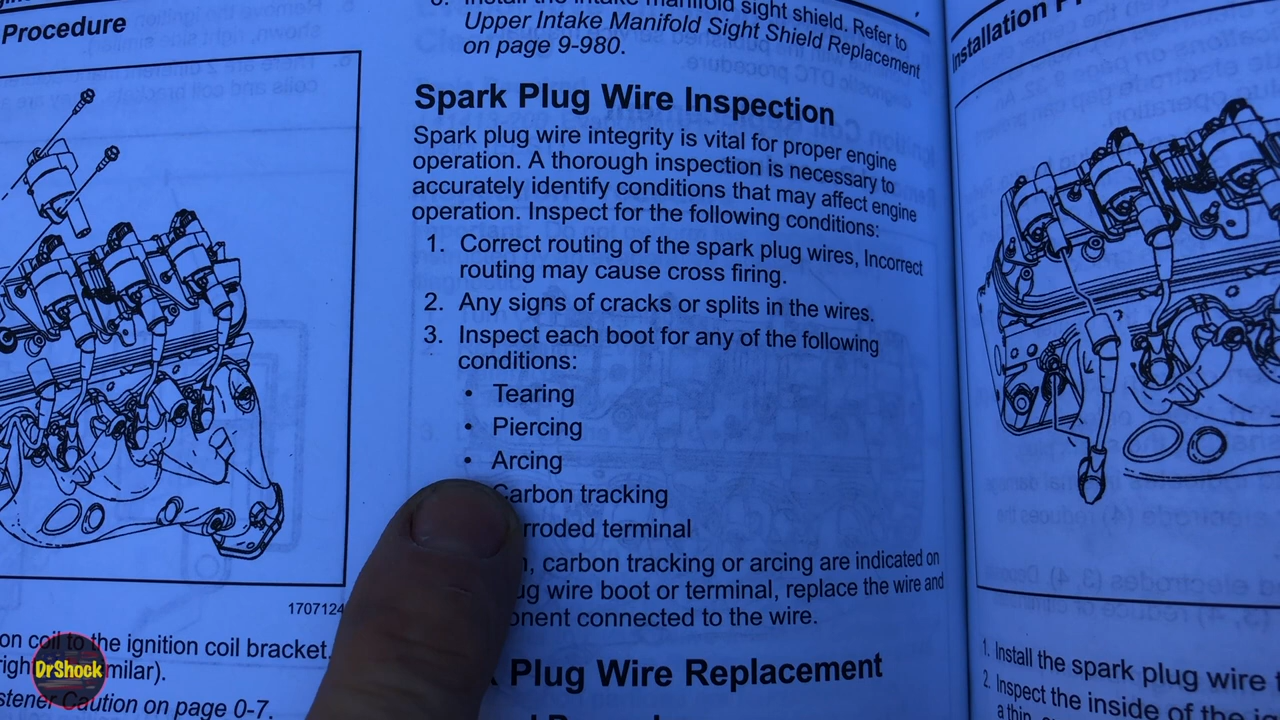 Procedure
1707124
on coil to the ignition coil bracket.
milar).
Caution on page 0-7.
DrShock
Install the intake manifold sight shield. Refer to
Upper Intake Manifold Sight Shield Replacement
on page 9-980.
Spark Plug Wire Inspection
Spark plug wire integrity is vital for proper engine
operation. A thorough inspection is necessary to
accurately identify conditions that may affect engine
operation. Inspect for the following conditions:
1. Correct routing of the spark plug wires, Incorrect
routing may cause cross firing.
2. Any signs of cracks or splits in the wires.
3. Inspect each boot for any of the following
conditions:
• Tearing
• Piercing
• Arcing
Carbon tracking
rroded terminal
, carbon tracking or arcing are indicated on
ug wire boot or terminal, replace the wire and
onent connected to the wire.
Plug Wire Replacement
Installation
1. Install the spark plug wire
2. Inspect the inside of the
a thin